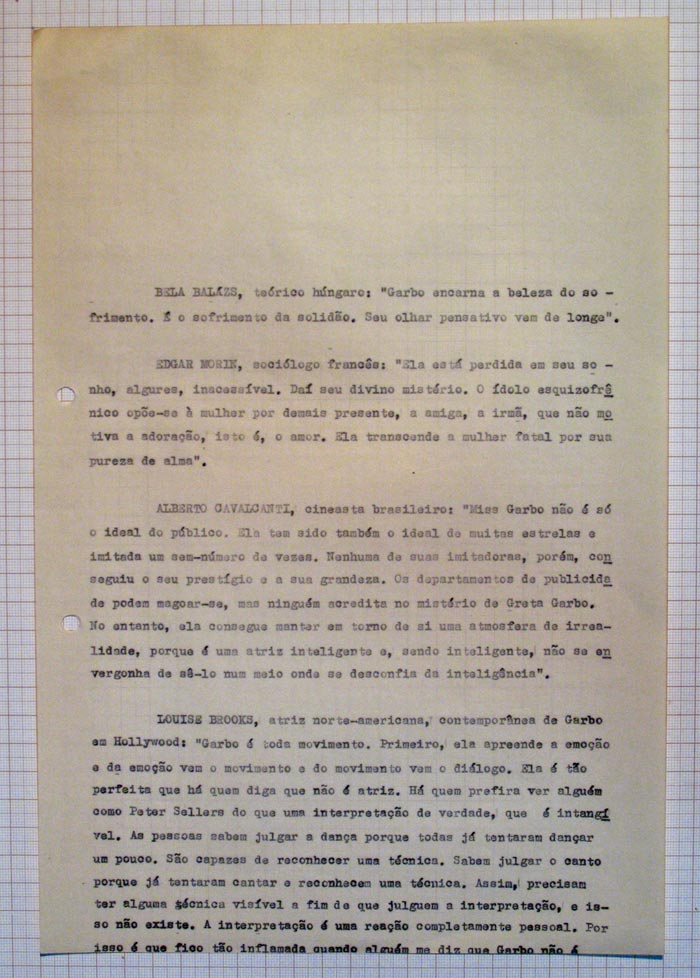 BELA BALÁZS, teórico húngaro: "Garbo encarna a beleza do so -
frimento. É o sofrimento da solidão. Seu olhar pensativo vem de longe".
EDGAR MORIN, sociólogo francês: "Ela está perdida em seu so -
nho, algures, inacessível. Daí seu divino mistério. O ídolo esquizofrê
nico opõe-se à mulher por demais presente, a amiga, a irmã, que não mo
tiva a adoração, isto é, o amor. Ela transcende a mulher fatal por sua
pureza de alma".
ALBERTO CAVALCANTI, cineasta brasileiro: "Miss Garbo não é só
o ideal do público. Ela tem sido também o ideal de muitas estrelas e
imitada um sem-número de vezes. Nenhuma de suas imitadoras, porém, con
seguiu o seu prestígio e a sua grandeza. Os departamentos de publicida
de podem magoar-se, mas ninguém acredita no mistério de Greta Garbo.
No entanto, ela consegue manter em torno de si uma atmosfera de irrea-
lidade, porque é uma atriz inteligente e, sendo inteligente, não se en
vergonha de sê-lo num meio onde se desconfia da inteligência".
LOUISE BROOKS, atriz norte-americana, contemporânea de Garbo
em Hollywood: "Garbo é toda movimento. Primeiro, ela apreende a emoção
e da emoção vem o movimento e do movimento vem o diálogo. Ela é tão
perfeita que há quem diga que não é atriz. Há quem prefira ver alguém
como Peter Sellers do que uma interpretação de verdade, que é intangí
vel. As pessoas sabem julgar a dança porque todas já tentaram dançar
um pouco. São capazes de reconhecer uma técnica. Sabem julgar o canto
porque já tentaram cantar e reconhecem uma técnica. Assim, precisam
ter alguma técnica visível a fim de que julguem a interpretação, e is-
so não existe. A interpretação é uma reação completamente pessoal. Por
isso é que fico tão inflamada quando alguém me diz que Garbo não é